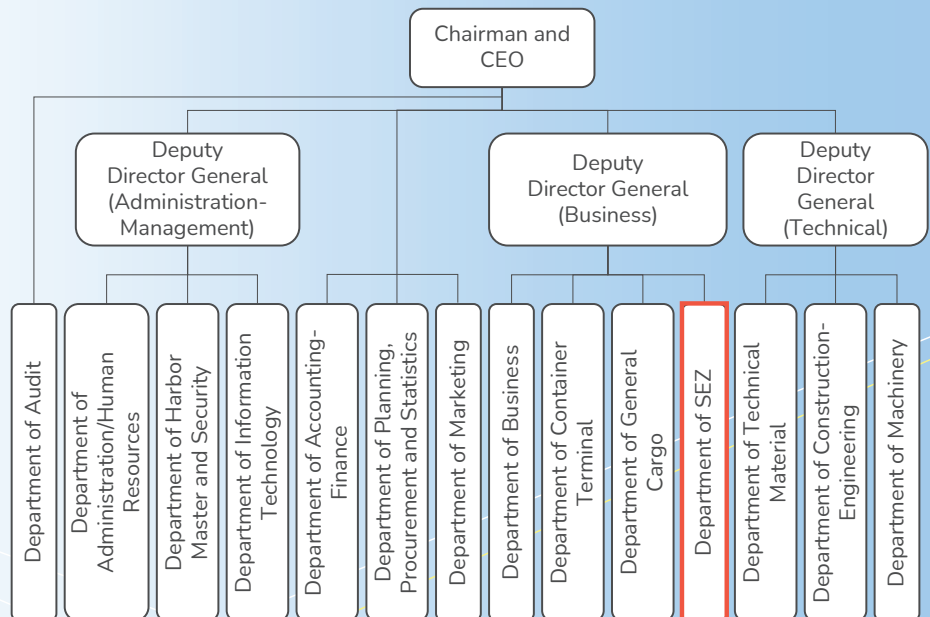 Chairman and
CEO
Deputy
Director General
(Administration-
Management)
Deputy
Director General
(Business)
Deputy
Director
General
(Technical)
Department of Audit
Department of
Administration/Human
Resources
Department of Harbor
Master and Security
Department of Information
Technology
Department of Accounting-
Finance
Department of Planning,
Procurement and Statistics
Department of Marketing
Department of Business
Department of Container
Terminal
Department of General
Cargo
Department of SEZ
Department of Technical
Material
Department of Construction-
Engineering
Department of Machinery